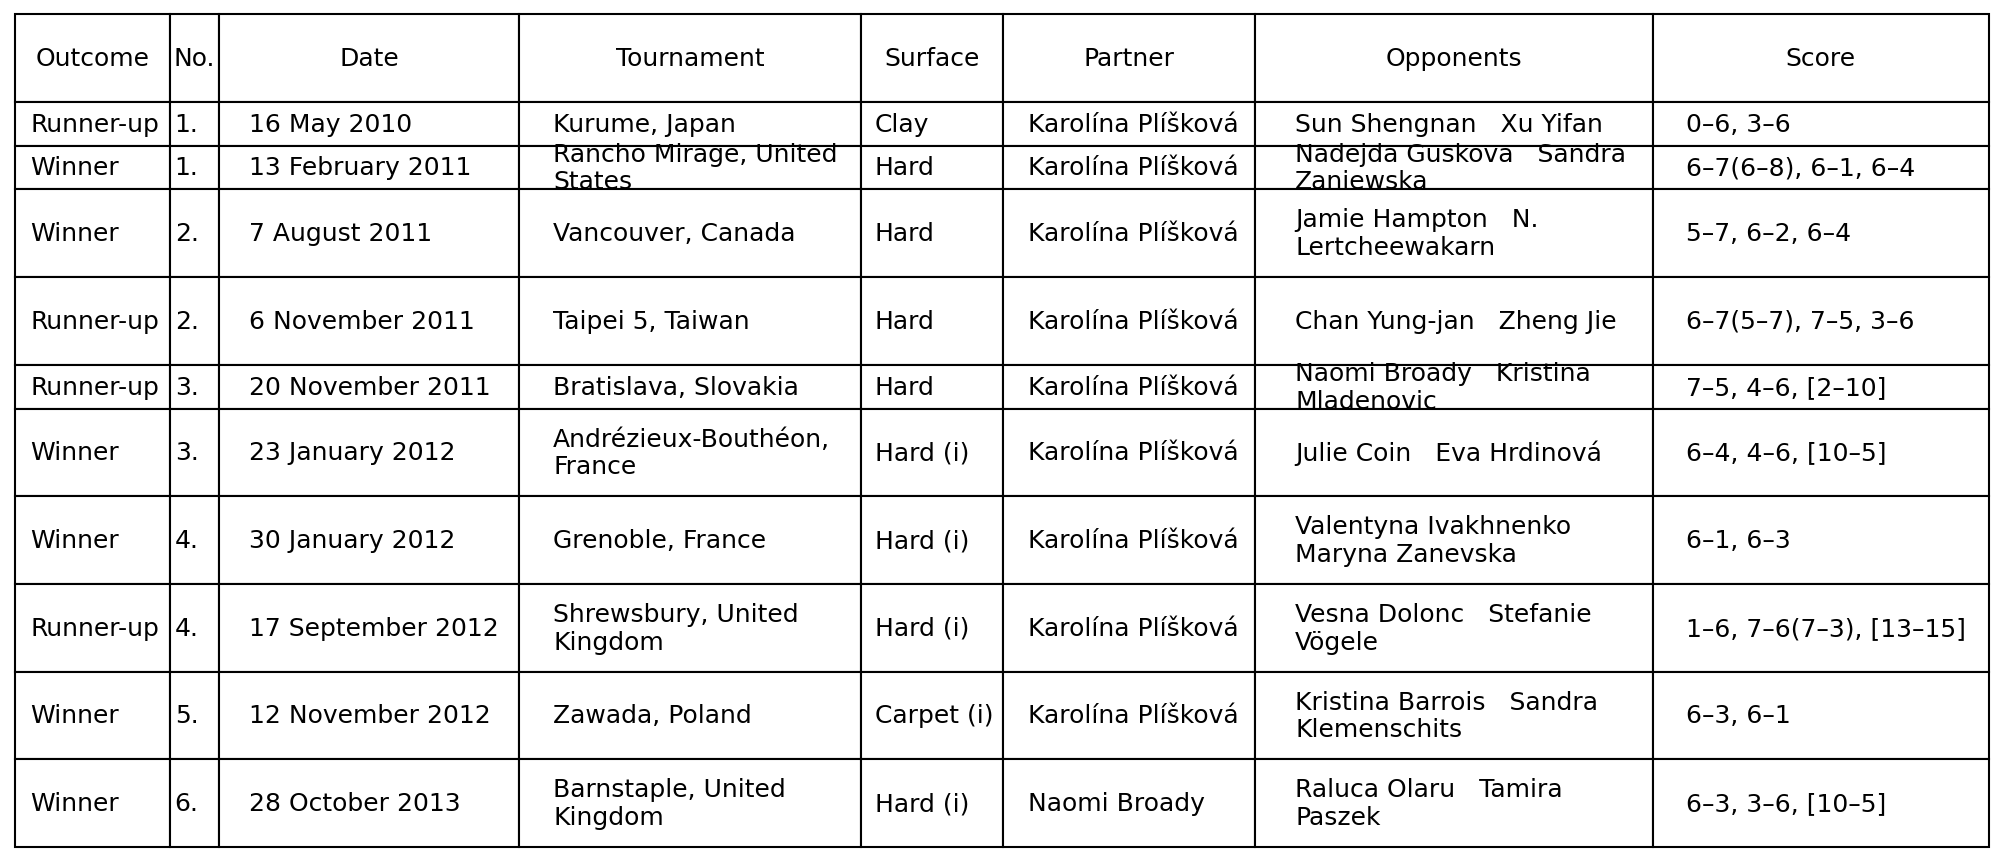 Outcome No. Date Tournament Surface Partner Opponents Score
Runner-up 1. 16 May 2010 Kurume, Japan Clay Karolína Plíšková Sun Shengnan Xu Yifan 0–6, 3–6
Winner 1. 13 February 2011 Rancho Mirage, United States Hard Karolína Plíšková Nadejda Guskova Sandra Zaniewska 6–7(6–8), 6–1, 6–4
Winner 2. 7 August 2011 Vancouver, Canada Hard Karolína Plíšková Jamie Hampton N. Lertcheewakarn 5–7, 6–2, 6–4
Runner-up 2. 6 November 2011 Taipei 5, Taiwan Hard Karolína Plíšková Chan Yung-jan Zheng Jie 6–7(5–7), 7–5, 3–6
Runner-up 3. 20 November 2011 Bratislava, Slovakia Hard Karolína Plíšková Naomi Broady Kristina Mladenovic 7–5, 4–6, [2–10]
Winner 3. 23 January 2012 Andrézieux-Bouthéon, France Hard (i) Karolína Plíšková Julie Coin Eva Hrdinová 6–4, 4–6, [10–5]
Winner 4. 30 January 2012 Grenoble, France Hard (i) Karolína Plíšková Valentyna Ivakhnenko Maryna Zanevska 6–1, 6–3
Runner-up 4. 17 September 2012 Shrewsbury, United Kingdom Hard (i) Karolína Plíšková Vesna Dolonc Stefanie Vögele 1–6, 7–6(7–3), [13–15]
Winner 5. 12 November 2012 Zawada, Poland Carpet (i) Karolína Plíšková Kristina Barrois Sandra Klemenschits 6–3, 6–1
Winner 6. 28 October 2013 Barnstaple, United Kingdom Hard (i) Naomi Broady Raluca Olaru Tamira Paszek 6–3, 3–6, [10–5]